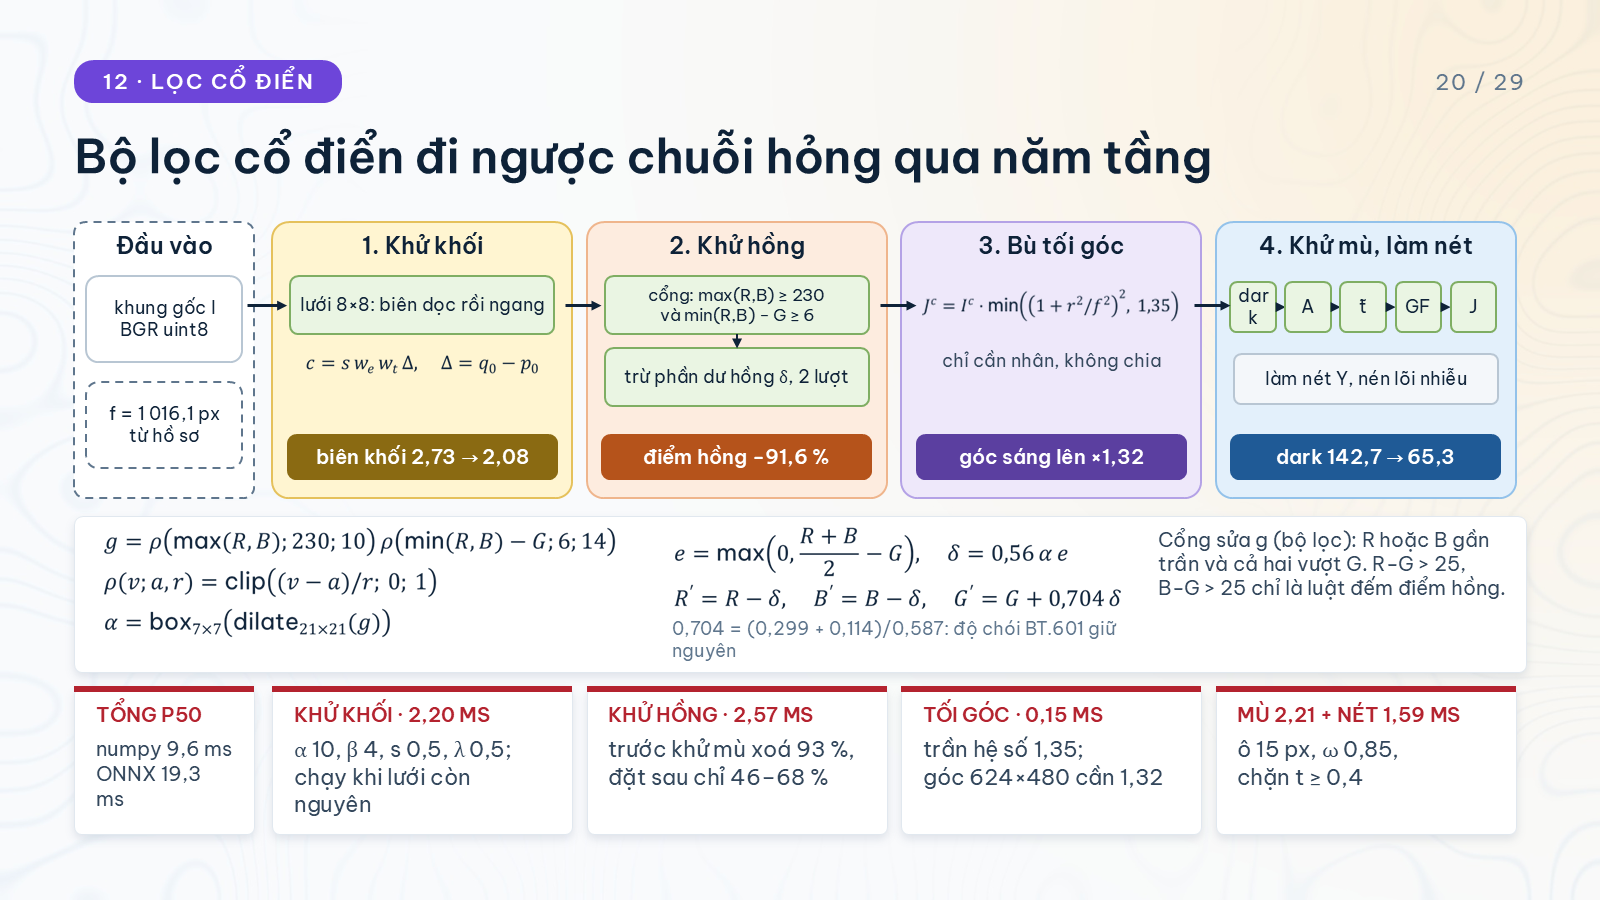 12 · LỌC CỔ ĐIỂN
20 / 29
Bộ lọc cổ điển đi ngược chuỗi hỏng qua năm tầng
Đầu vào
khung gốc I
BGR uint8
f = 1 016,1 px
từ hồ sơ
1. Khử khối
lưới 8×8: biên dọc rồi ngang
c = s wₑ wₜ Δ, Δ = q₀ − p₀
biên khối 2,73 → 2,08
2. Khử hồng
cổng: max(R,B) ≥ 230
và min(R,B) − G ≥ 6
trừ phần dư hồng δ, 2 lượt
điểm hồng −91,6 %
3. Bù tối góc
Jᶜ = Iᶜ · min((1 + r²/f²)², 1,35)
chỉ cần nhân, không chia
góc sáng lên ×1,32
4. Khử mù, làm nét
dar
k
A
t̃
GF
J
làm nét Y, nén lõi nhiễu
dark 142,7 → 65,3
g = ρ(max(R, B); 230; 10) ρ(min(R, B) − G; 6; 14)
ρ(v; a, r) = clip((v − a)/r; 0; 1)
α = box₇ₓ₇(dilate₂₁ₓ₂₁(g))
e = max(0, (R + B)/2 − G), δ = 0,56 α e
R′ = R − δ, B′ = B − δ, G′ = G + 0,704 δ
0,704 = (0,299 + 0,114)/0,587: độ chói BT.601 giữ
nguyên
Cổng sửa g (bộ lọc): R hoặc B gần
trần và cả hai vượt G. R−G > 25,
B−G > 25 chỉ là luật đếm điểm hồng.
TỔNG P50
numpy 9,6 ms
ONNX 19,3
ms
KHỬ KHỐI · 2,20 MS
α 10, β 4, s 0,5, λ 0,5;
chạy khi lưới còn
nguyên
KHỬ HỒNG · 2,57 MS
trước khử mù xoá 93 %,
đặt sau chỉ 46–68 %
TỐI GÓC · 0,15 MS
trần hệ số 1,35;
góc 624×480 cần 1,32
MÙ 2,21 + NÉT 1,59 MS
ô 15 px, ω 0,85,
chặn t ≥ 0,4